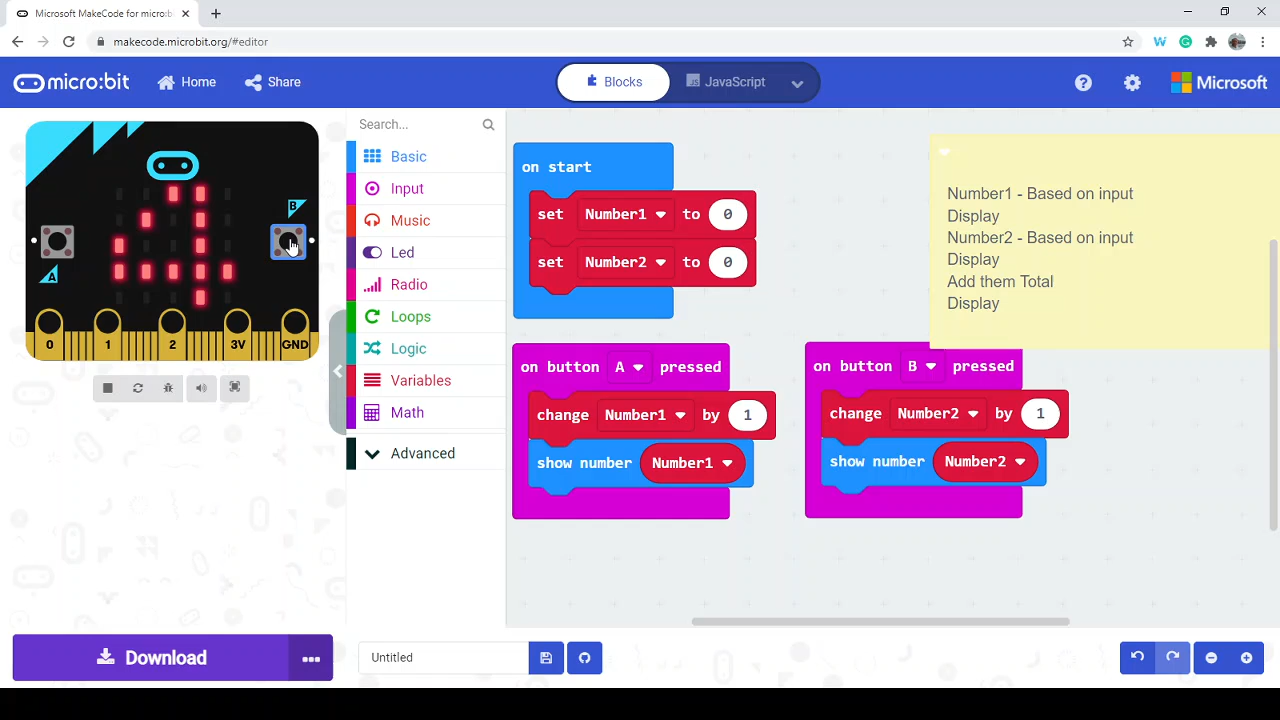 Microsoft MakeCode for micro:b
makecode.microbit.org/#editor
micro:bit
Home
Share
Blocks
JavaScript
Microsoft
B
A
0
1
2
3V
GND
Search...
Basic
Input
Music
Led
Radio
Loops
Logic
Variables
Math
Advanced
on start
set Number1 to 0
set Number2 to 0
Number1 - Based on input
Display
Number2 - Based on input
Display
Add them Total
Display
on button A pressed
change Number1 by 1
show number Number1
on button B pressed
change Number2 by 1
show number Number2
Download
Untitled